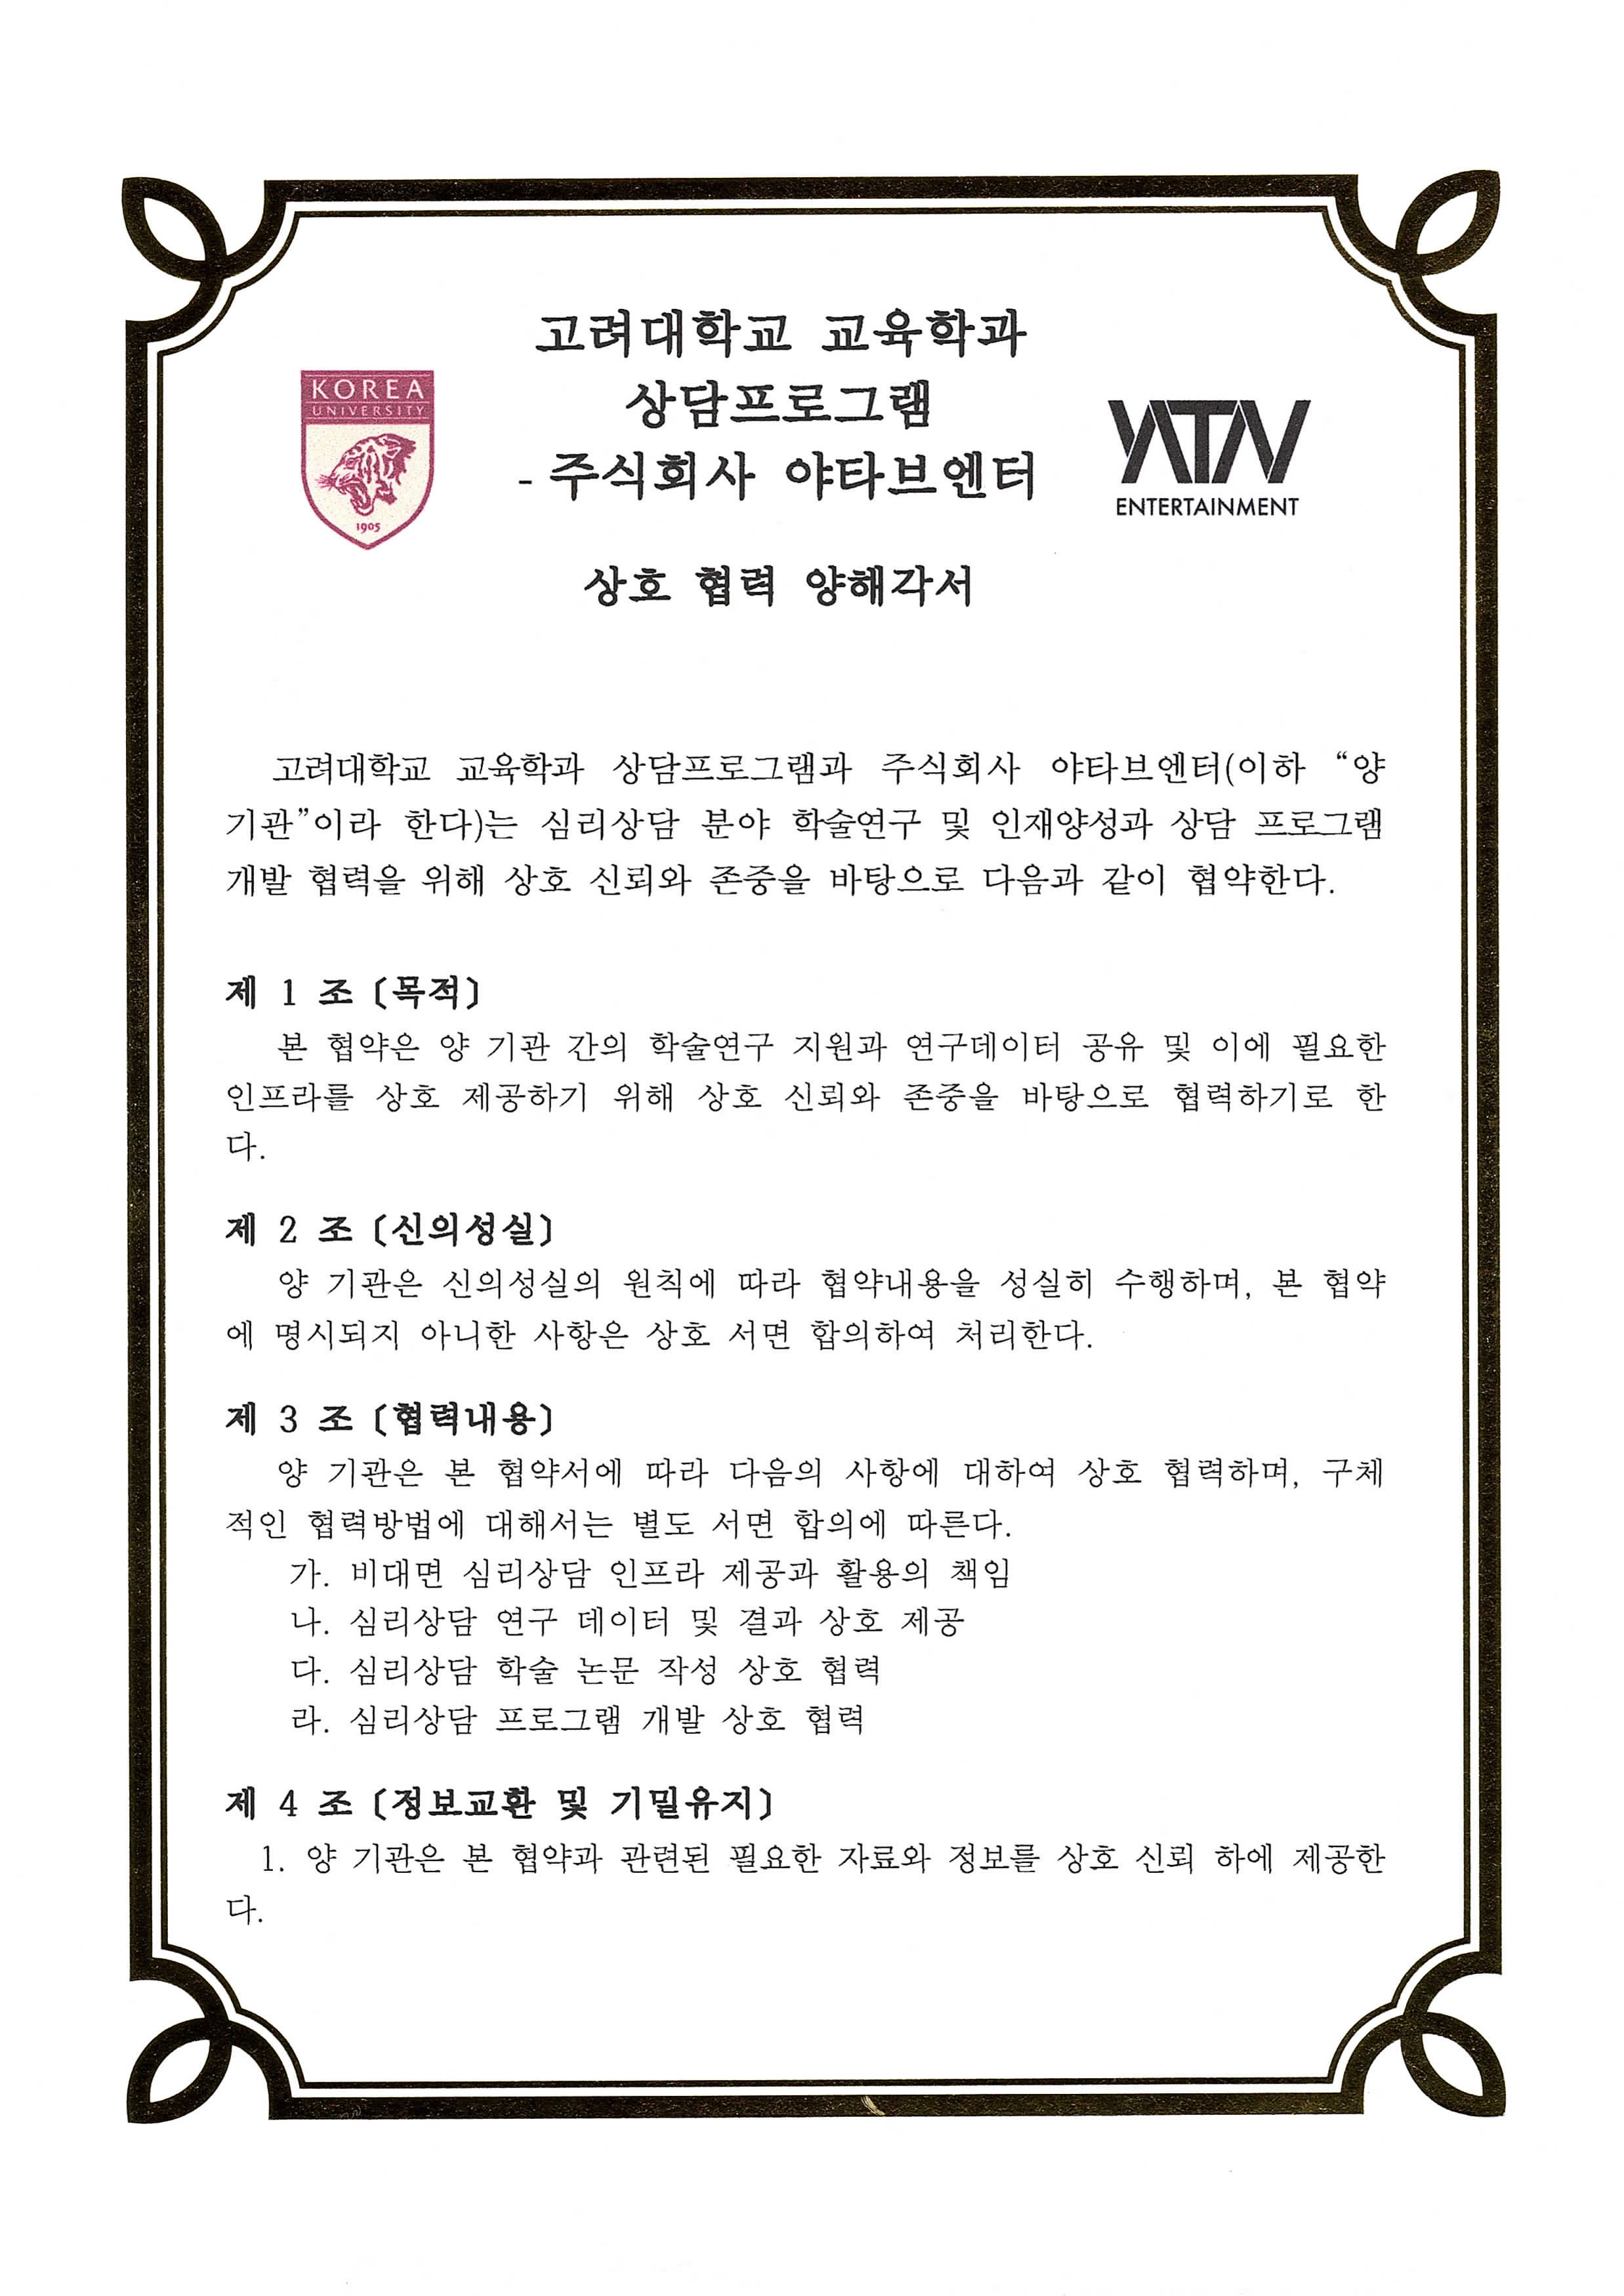 고려대학교 교육학과
상담프로그램
- 주식회사 야타브엔터
KOREA
UNIVERSITY
1905
YATAV
ENTERTAINMENT
상호 협력 양해각서
고려대학교 교육학과 상담프로그램과 주식회사 야타브엔터(이하 “양
기관”이라 한다)는 심리상담 분야 학술연구 및 인재양성과 상담 프로그램
개발 협력을 위해 상호 신뢰와 존중을 바탕으로 다음과 같이 협약한다.
제 1 조 (목적)
본 협약은 양 기관 간의 학술연구 지원과 연구데이터 공유 및 이에 필요한
인프라를 상호 제공하기 위해 상호 신뢰와 존중을 바탕으로 협력하기로 한
다.
제 2 조 (신의성실)
양 기관은 신의성실의 원칙에 따라 협약내용을 성실히 수행하며, 본 협약
에 명시되지 아니한 사항은 상호 서면 합의하여 처리한다.
제 3 조 (협력내용)
양 기관은 본 협약서에 따라 다음의 사항에 대하여 상호 협력하며, 구체
적인 협력방법에 대해서는 별도 서면 합의에 따른다.
가. 비대면 심리상담 인프라 제공과 활용의 책임
나. 심리상담 연구 데이터 및 결과 상호 제공
다. 심리상담 학술 논문 작성 상호 협력
라. 심리상담 프로그램 개발 상호 협력
제 4 조 (정보교환 및 기밀유지)
1. 양 기관은 본 협약과 관련된 필요한 자료와 정보를 상호 신뢰 하에 제공한
다.